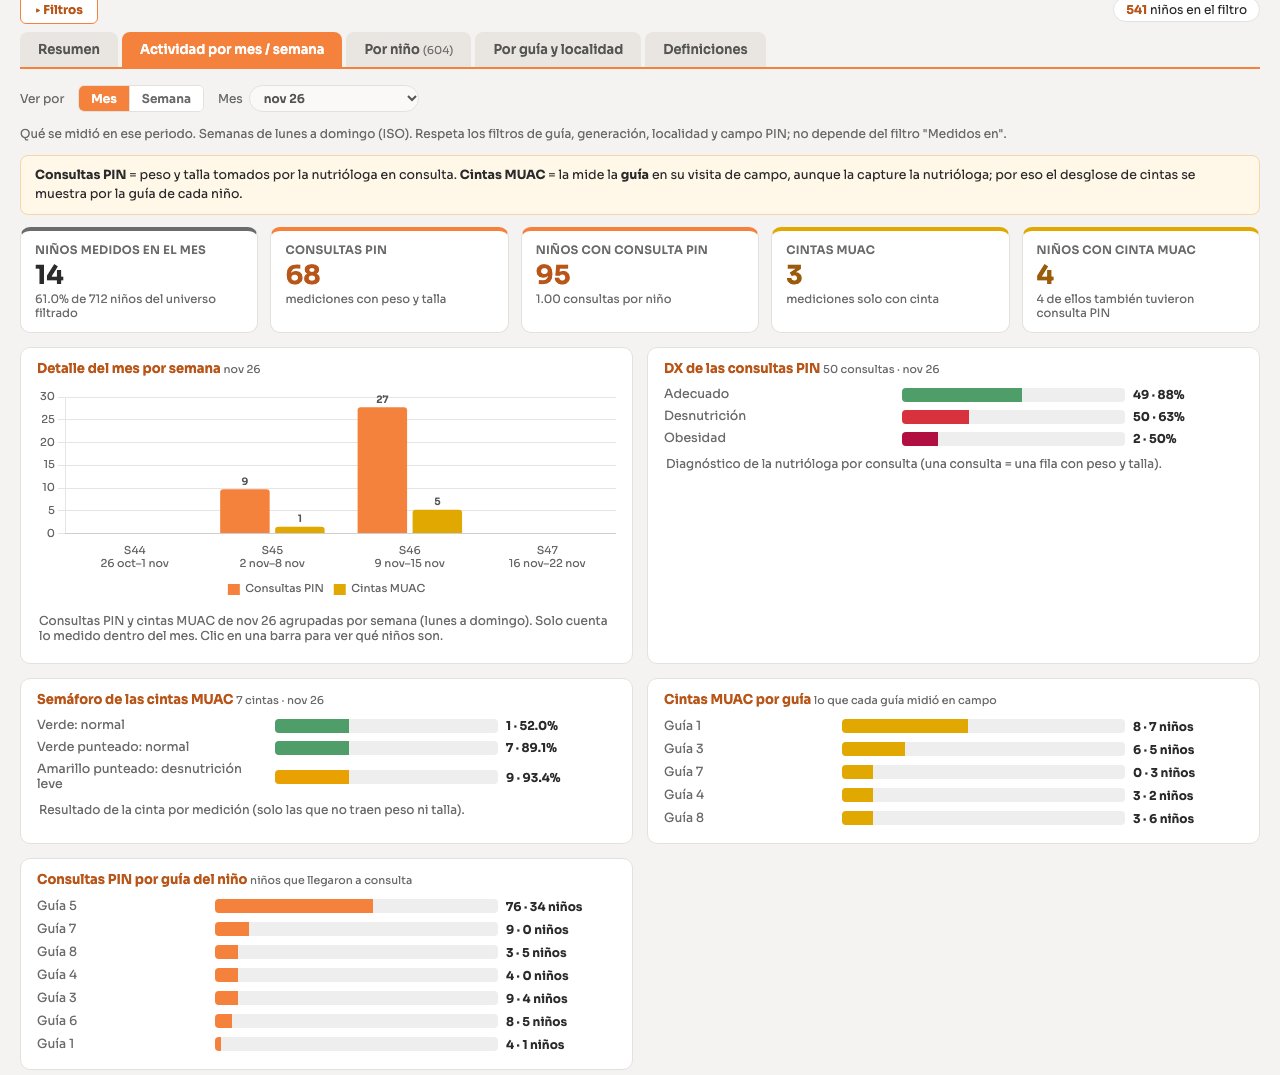 ▸ Filtros
541 niños en el filtro
Resumen
Actividad por mes / semana
Por niño (604)
Por guía y localidad
Definiciones
Ver por
Mes
Semana
Mes
nov 26
Qué se midió en ese periodo. Semanas de lunes a domingo (ISO). Respeta los filtros de guía, generación, localidad y campo PIN; no depende del filtro "Medidos en".
Consultas PIN = peso y talla tomados por la nutrióloga en consulta. Cintas MUAC = la mide la guía en su visita de campo, aunque la capture la nutrióloga; por eso el desglose de cintas se
muestra por la guía de cada niño.
NIÑOS MEDIDOS EN EL MES
14
61.0% de 712 niños del universo
filtrado
CONSULTAS PIN
68
mediciones con peso y talla
NIÑOS CON CONSULTA PIN
95
1.00 consultas por niño
CINTAS MUAC
3
mediciones solo con cinta
NIÑOS CON CINTA MUAC
4
4 de ellos también tuvieron
consulta PIN
Detalle del mes por semana nov 26
30
25
20
15
10
5
0
9
1
27
5
S44
26 oct–1 nov
S45
2 nov–8 nov
S46
9 nov–15 nov
S47
16 nov–22 nov
Consultas PIN
Cintas MUAC
Consultas PIN y cintas MUAC de nov 26 agrupadas por semana (lunes a domingo). Solo cuenta
lo medido dentro del mes. Clic en una barra para ver qué niños son.
DX de las consultas PIN 50 consultas · nov 26
Adecuado 49 · 88%
Desnutrición 50 · 63%
Obesidad 2 · 50%
Diagnóstico de la nutrióloga por consulta (una consulta = una fila con peso y talla).
Semáforo de las cintas MUAC 7 cintas · nov 26
Verde: normal 1 · 52.0%
Verde punteado: normal 7 · 89.1%
Amarillo punteado: desnutrición
leve 9 · 93.4%
Resultado de la cinta por medición (solo las que no traen peso ni talla).
Cintas MUAC por guía lo que cada guía midió en campo
Guía 1 8 · 7 niños
Guía 3 6 · 5 niños
Guía 7 0 · 3 niños
Guía 4 3 · 2 niños
Guía 8 3 · 6 niños
Consultas PIN por guía del niño niños que llegaron a consulta
Guía 5 76 · 34 niños
Guía 7 9 · 0 niños
Guía 8 3 · 5 niños
Guía 4 4 · 0 niños
Guía 3 9 · 4 niños
Guía 6 8 · 5 niños
Guía 1 4 · 1 niños